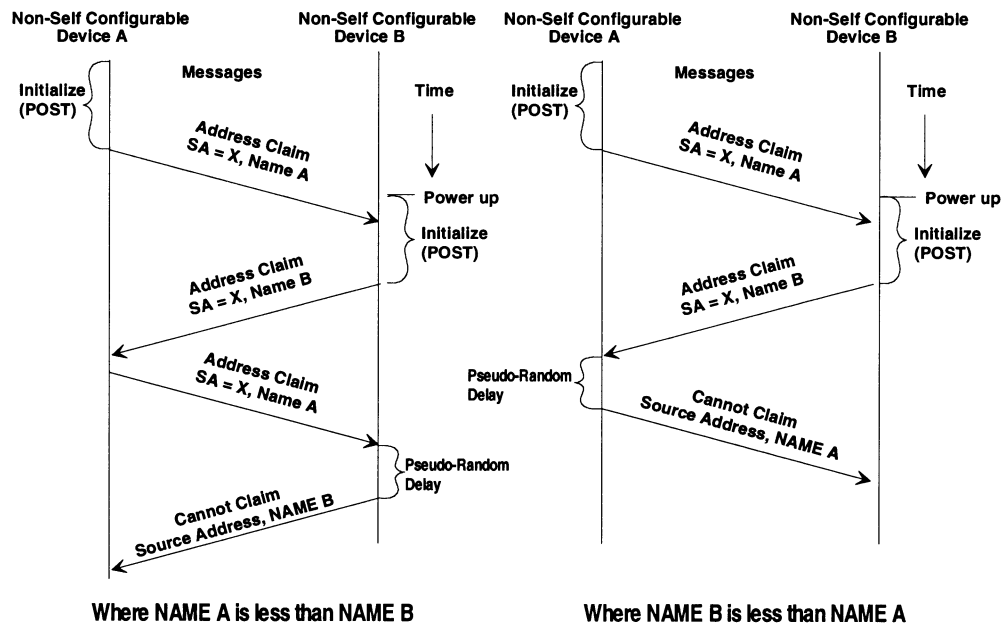 Non-Self Configurable
Device A
Non-Self Configurable
Device B
Messages
Initialize
(POST)
Time
Address Claim
SA = X, Name A
Power up
Initialize
(POST)
Address Claim
SA = X, Name B
Address Claim
SA = X, Name A
Pseudo-Random
Delay
Cannot Claim
Source Address, NAME B
Where NAME A is less than NAME B
Non-Self Configurable
Device A
Non-Self Configurable
Device B
Messages
Initialize
(POST)
Time
Address Claim
SA = X, Name A
Power up
Initialize
(POST)
Address Claim
SA = X, Name B
Pseudo-Random
Delay
Cannot Claim
Source Address, NAME A
Where NAME B is less than NAME A